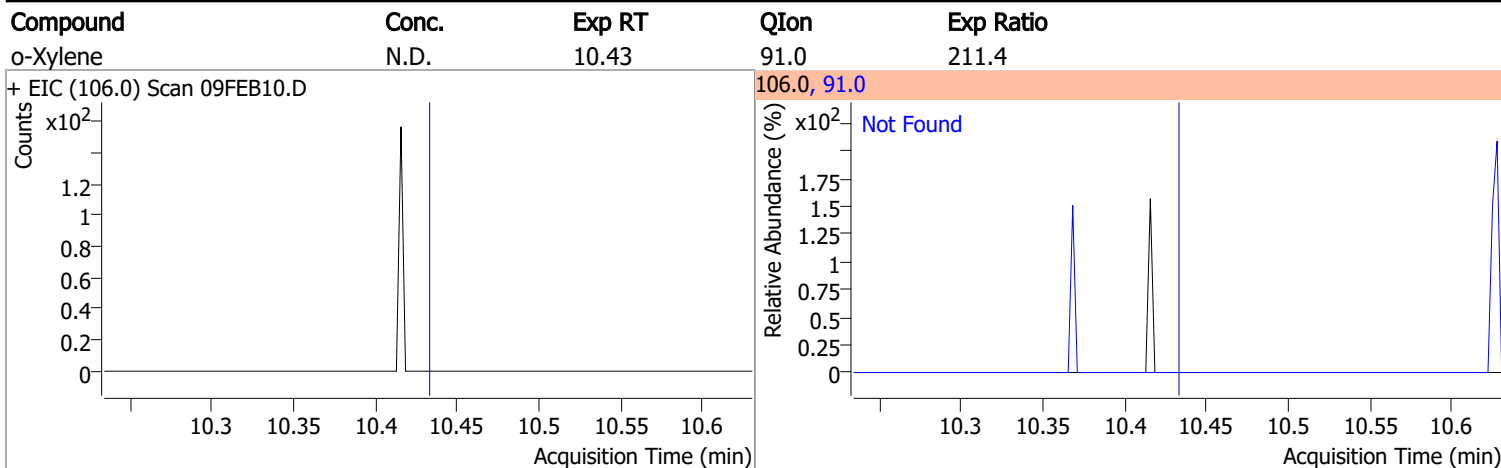 Compound Conc. Exp RT QIon Exp Ratio
o-Xylene N.D. 10.43 91.0 211.4
+ EIC (106.0) Scan 09FEB10.D
Counts
x10²
1.2
1
0.8
0.6
0.4
0.2
0
10.3 10.35 10.4 10.45 10.5 10.55 10.6
Acquisition Time (min)
106.0, 91.0
Relative Abundance (%)
x10²
Not Found
1.75
1.5
1.25
1
0.75
0.5
0.25
0
10.3 10.35 10.4 10.45 10.5 10.55 10.6
Acquisition Time (min)